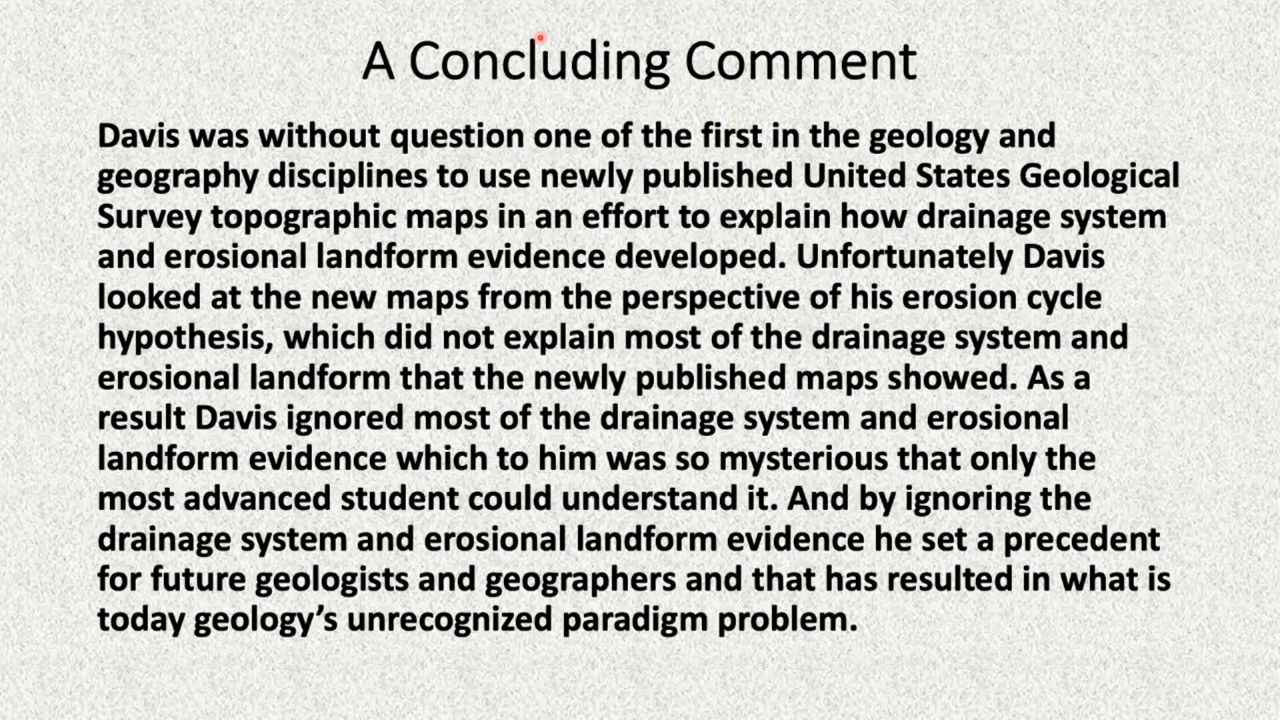 A Concluding Comment
Davis was without question one of the first in the geology and
geography disciplines to use newly published United States Geological
Survey topographic maps in an effort to explain how drainage system
and erosional landform evidence developed. Unfortunately Davis
looked at the new maps from the perspective of his erosion cycle
hypothesis, which did not explain most of the drainage system and
erosional landform that the newly published maps showed. As a
result Davis ignored most of the drainage system and erosional
landform evidence which to him was so mysterious that only the
most advanced student could understand it. And by ignoring the
drainage system and erosional landform evidence he set a precedent
for future geologists and geographers and that has resulted in what is
today geology’s unrecognized paradigm problem.